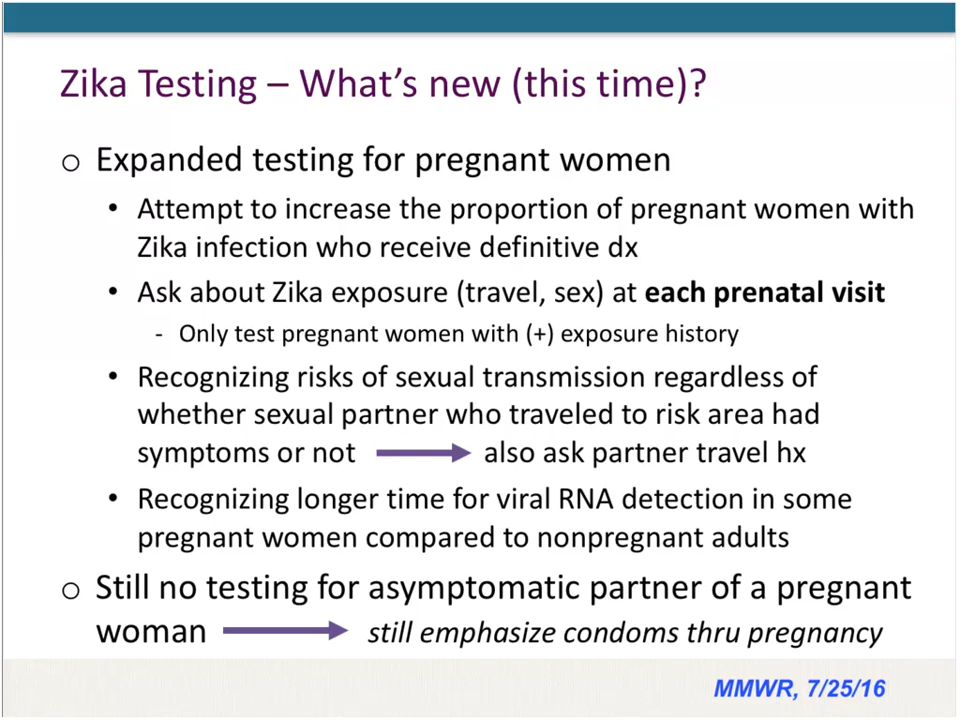 Zika Testing – What's new (this time)?
o Expanded testing for pregnant women
• Attempt to increase the proportion of pregnant women with
Zika infection who receive definitive dx
• Ask about Zika exposure (travel, sex) at each prenatal visit
- Only test pregnant women with (+) exposure history
• Recognizing risks of sexual transmission regardless of
whether sexual partner who traveled to risk area had
symptoms or not → also ask partner travel hx
• Recognizing longer time for viral RNA detection in some
pregnant women compared to nonpregnant adults
o Still no testing for asymptomatic partner of a pregnant
woman → still emphasize condoms thru pregnancy
MMWR, 7/25/16